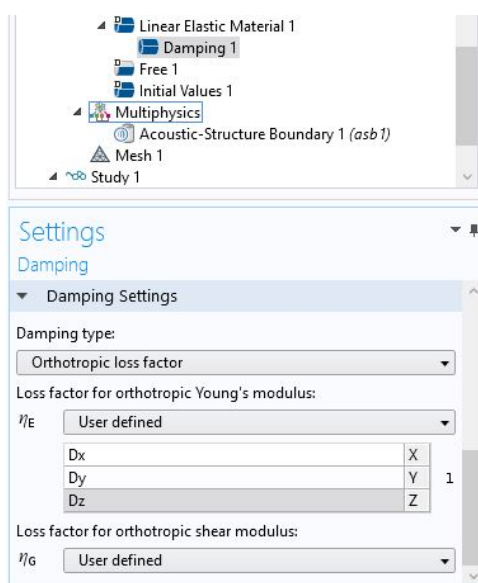 Linear Elastic Material 1
Damping 1
Free 1
Initial Values 1
Multiphysics
Acoustic-Structure Boundary 1 (asb1)
Mesh 1
Study 1
Settings
Damping
Damping Settings
Damping type:
Orthotropic loss factor
Loss factor for orthotropic Young's modulus:
ηE User defined
Dx X
Dy Y 1
Dz Z
Loss factor for orthotropic shear modulus:
ηG User defined